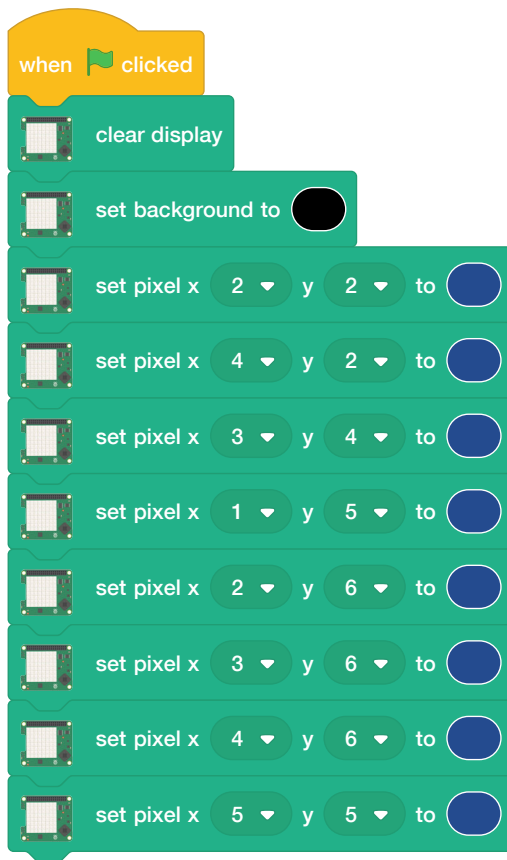 when clicked
clear display
set background to
set pixel x 2 y 2 to
set pixel x 4 y 2 to
set pixel x 3 y 4 to
set pixel x 1 y 5 to
set pixel x 2 y 6 to
set pixel x 3 y 6 to
set pixel x 4 y 6 to
set pixel x 5 y 5 to